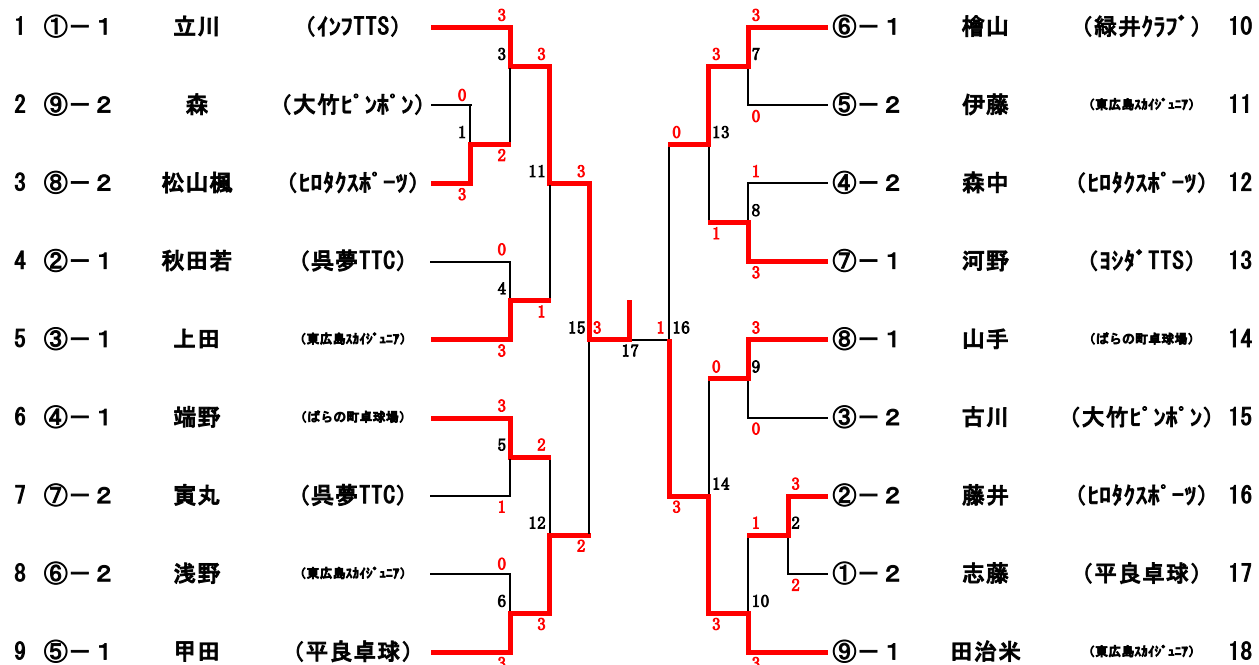 1 ①－1 立川 (ｲﾝﾌTTS)
2 ⑨－2 森 (大竹ﾋﾟﾝﾎﾟﾝ)
3 ⑧－2 松山楓 (ﾋﾛﾀｸｽﾎﾟｰﾂ)
4 ②－1 秋田若 (呉夢TTC)
5 ③－1 上田 (東広島ｽｶｲｼﾞｭﾆｱ)
6 ④－1 端野 (ばらの町卓球場)
7 ⑦－2 寅丸 (呉夢TTC)
8 ⑥－2 浅野 (東広島ｽｶｲｼﾞｭﾆｱ)
9 ⑤－1 甲田 (平良卓球)
3
3 3
0
1
2
3
11 3
0
4
1
3
15 3
3
5 2
1
12
2
0
6
3
3
17
1 16
3
3 7
0 13
0
1
8
1
3
3
0 9
0
14
3
3
1 2
2
10
3
3
⑥－1 檜山 (緑井ｸﾗﾌﾞ) 10
⑤－2 伊藤 (東広島ｽｶｲｼﾞｭﾆｱ) 11
④－2 森中 (ﾋﾛﾀｸｽﾎﾟｰﾂ) 12
⑦－1 河野 (ﾖｼﾀﾞTTS) 13
⑧－1 山手 (ばらの町卓球場) 14
③－2 古川 (大竹ﾋﾟﾝﾎﾟﾝ) 15
②－2 藤井 (ﾋﾛﾀｸｽﾎﾟｰﾂ) 16
①－2 志藤 (平良卓球) 17
⑨－1 田治米 (東広島ｽｶｲｼﾞｭﾆｱ) 18